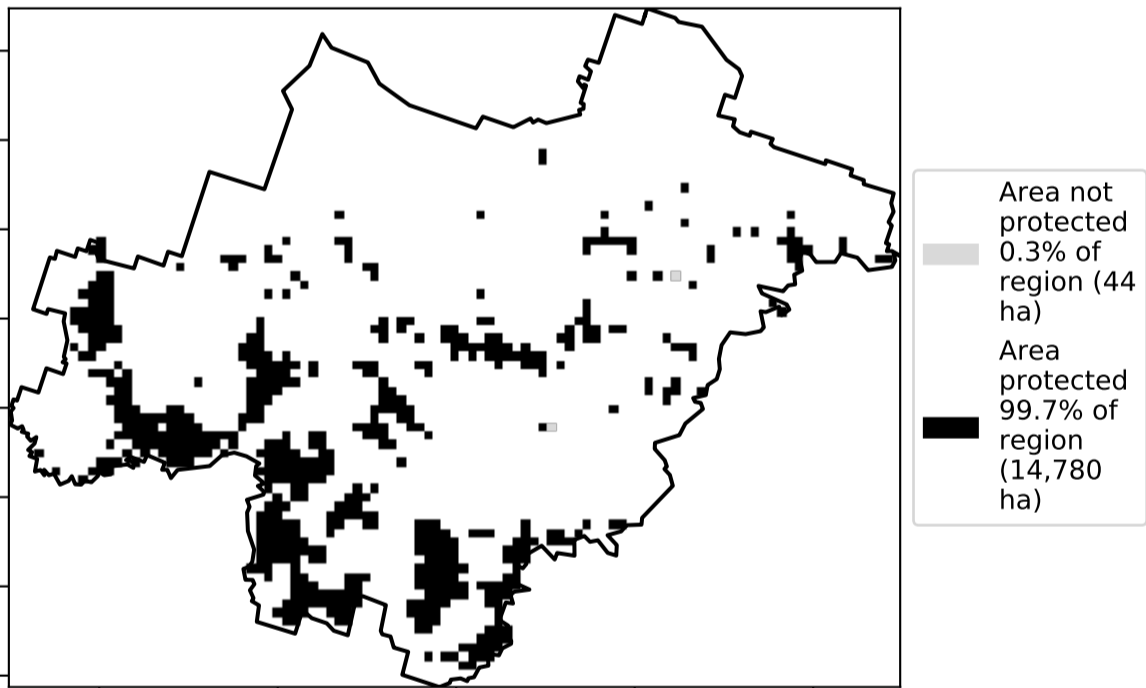 Area not
protected
0.3% of
region (44
ha)
Area
protected
99.7% of
region
(14,780
ha)